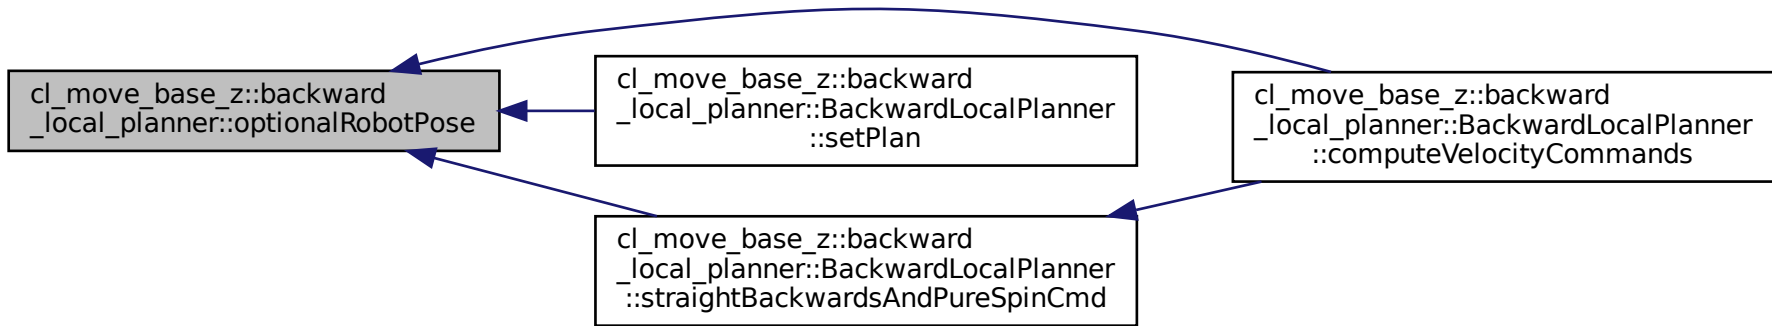 cl_move_base_z::backward
_local_planner::optionalRobotPose
cl_move_base_z::backward
_local_planner::BackwardLocalPlanner
::setPlan
cl_move_base_z::backward
_local_planner::BackwardLocalPlanner
::straightBackwardsAndPureSpinCmd
cl_move_base_z::backward
_local_planner::BackwardLocalPlanner
::computeVelocityCommands